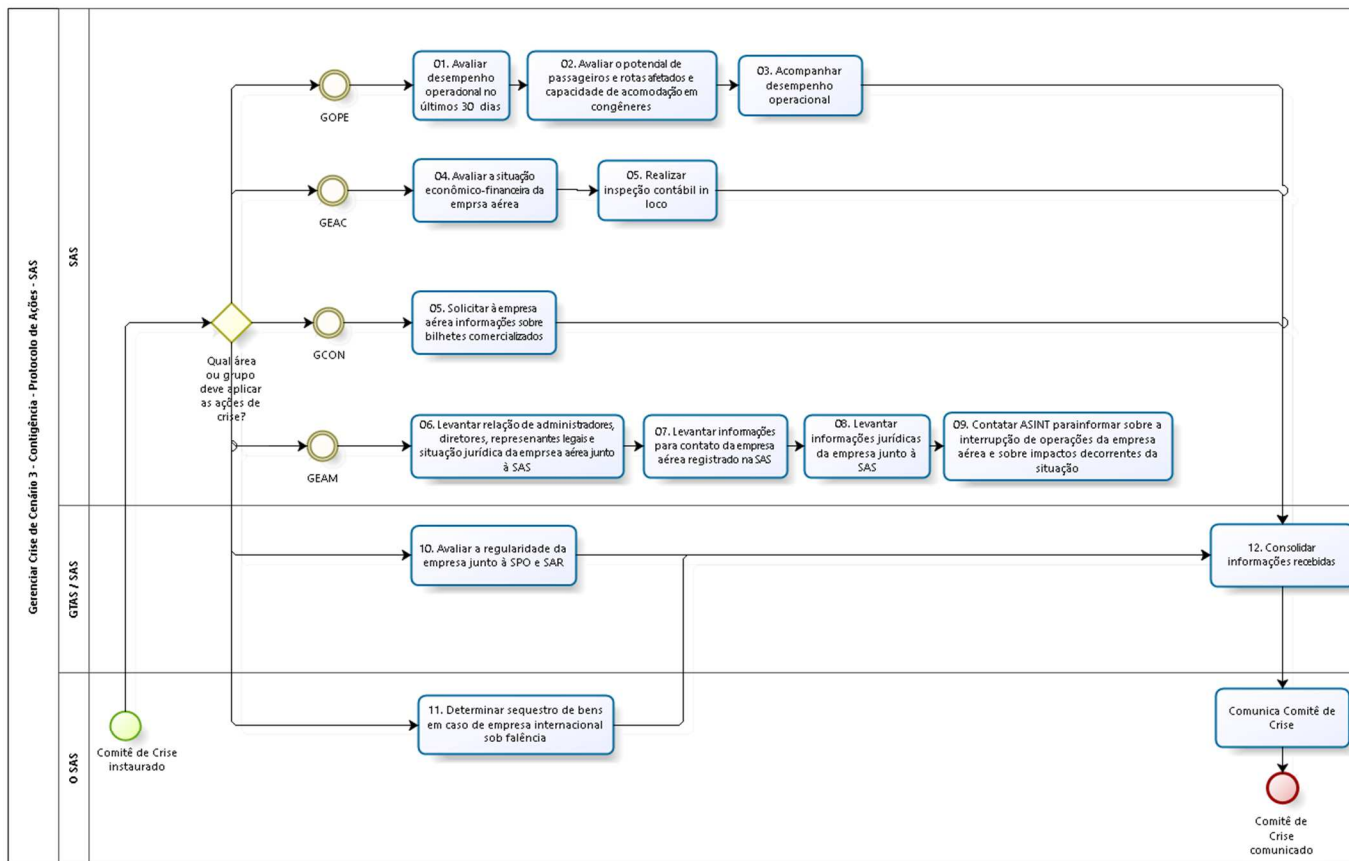 Gerenciar Crise de Cenário 3 - Contigência - Protocolo de Ações - SAS
SAS
01. Avaliar
desempenho
operacional no
últimos 30 dias
02. Avaliar o potencial de
passageiros e rotas afetados e
capacidade de acomodação em
congêneres
03. Acompanhar
desempenho
operacional
GOPE
04. Avaliar a situação
econômico-financeira da
emprsa aérea
05. Realizar
inspeção contábil in
loco
GEAC
05. Solicitar à empresa
aérea informações sobre
bilhetes comercializados
GCON
Qual área
ou grupo
deve aplicar
as ações de
crise?
06. Levantar relação de administradores,
diretores, represenantes legais e
situação jurídica da emprsea aérea junto
à SAS
07. Levantar informações
para contato da empresa
aérea registrado na SAS
08. Levantar
informações jurídicas
da empresa junto à
SAS
09. Contatar ASINT parainformar sobre a
interrupção de operações da empresa
aérea e sobre impactos decorrentes da
situação
GEAM
GTAS / SAS
10. Avaliar a regularidade da
empresa junto à SPO e SAR
12. Consolidar
informações recebidas
O SAS
11. Determinar sequestro de bens
em caso de empresa internacional
sob falência
Comunica Comitê de
Crise
Comitê de Crise
instaurado
Comitê de
Crise
comunicado